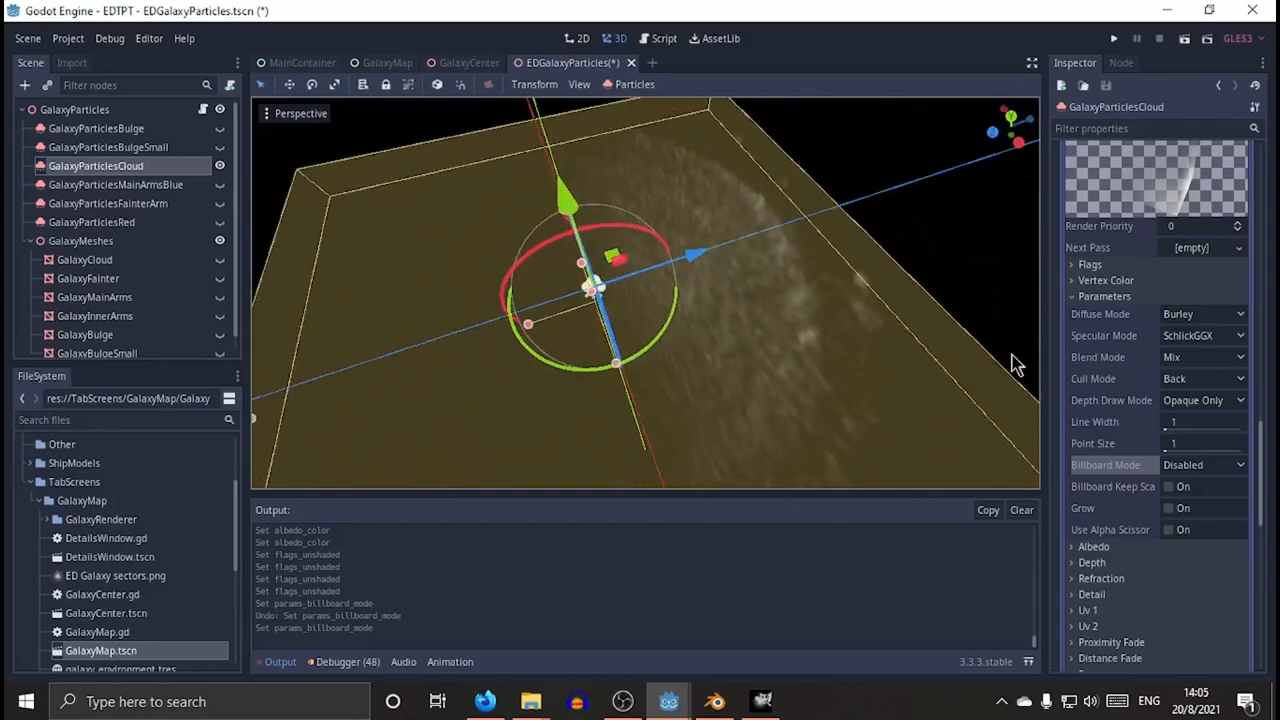 Godot Engine - EDTPT - EDGalaxyParticles.tscn (*)
Scene Project Debug Editor Help
2D 3D Script AssetLib
GLES3
Scene Import
MainContainer GalaxyMap GalaxyCenter EDGalaxyParticles(*)
Inspector Node
Filter nodes
Transform View Particles
GalaxyParticles
GalaxyParticlesBulge
GalaxyParticlesBulgeSmall
GalaxyParticlesCloud
GalaxyParticlesMainArmsBlue
GalaxyParticlesFainterArm
GalaxyParticlesRed
GalaxyMeshes
GalaxyCloud
GalaxyFainter
GalaxyMainArms
GalaxyInnerArms
GalaxyBulge
GalaxyBulgeSmall
FileSystem
res://TabScreens/GalaxyMap/Galaxy
Search files
Other
ShipModels
TabScreens
GalaxyMap
GalaxyRenderer
DetailsWindow.gd
DetailsWindow.tscn
ED Galaxy sectors.png
GalaxyCenter.gd
GalaxyCenter.tscn
GalaxyMap.gd
GalaxyMap.tscn
galaxy_environment.tres
Perspective
Output:
Copy Clear
Set albedo_color
Set albedo_color
Set flags_unshaded
Set flags_unshaded
Set flags_unshaded
Set flags_unshaded
Set params_billboard_mode
Undo: Set params_billboard_mode
Set params_billboard_mode
Output Debugger (48) Audio Animation
3.3.3.stable
GalaxyParticlesCloud
Filter properties
Render Priority 0
Next Pass [empty]
Flags
Vertex Color
Parameters
Diffuse Mode Burley
Specular Mode SchlickGGX
Blend Mode Mix
Cull Mode Back
Depth Draw Mode Opaque Only
Line Width 1
Point Size 1
Billboard Mode Disabled
Billboard Keep Sca On
Grow On
Use Alpha Scissor On
Albedo
Depth
Refraction
Detail
Uv 1
Uv 2
Proximity Fade
Distance Fade
Type here to search
ENG
14:05
20/8/2021
1